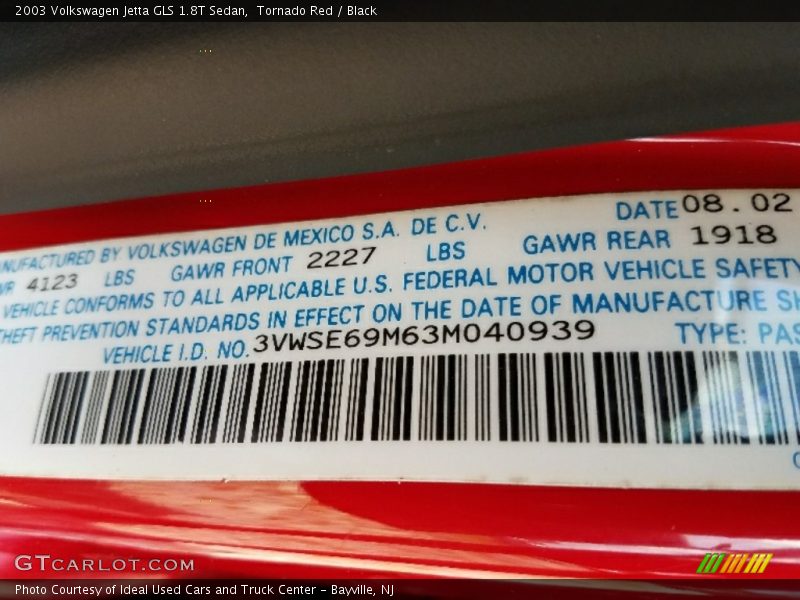 2003 Volkswagen Jetta GLS 1.8T Sedan, Tornado Red / Black
DATE 08.02
BY VOLKSWAGEN DE MEXICO S.A. DE C.V.
4123 LBS GAWR FRONT 2227 LBS GAWR REAR 1918
VEHICLE CONFORMS TO ALL APPLICABLE U.S. FEDERAL MOTOR VEHICLE SAFETY
THEFT PREVENTION STANDARDS IN EFFECT ON THE DATE OF MANUFACTURE
VEHICLE I.D. NO. 3VWSE69M63M040939 TYPE: PAS
GTCARLOT.COM
Photo Courtesy of Ideal Used Cars and Truck Center - Bayville, NJ